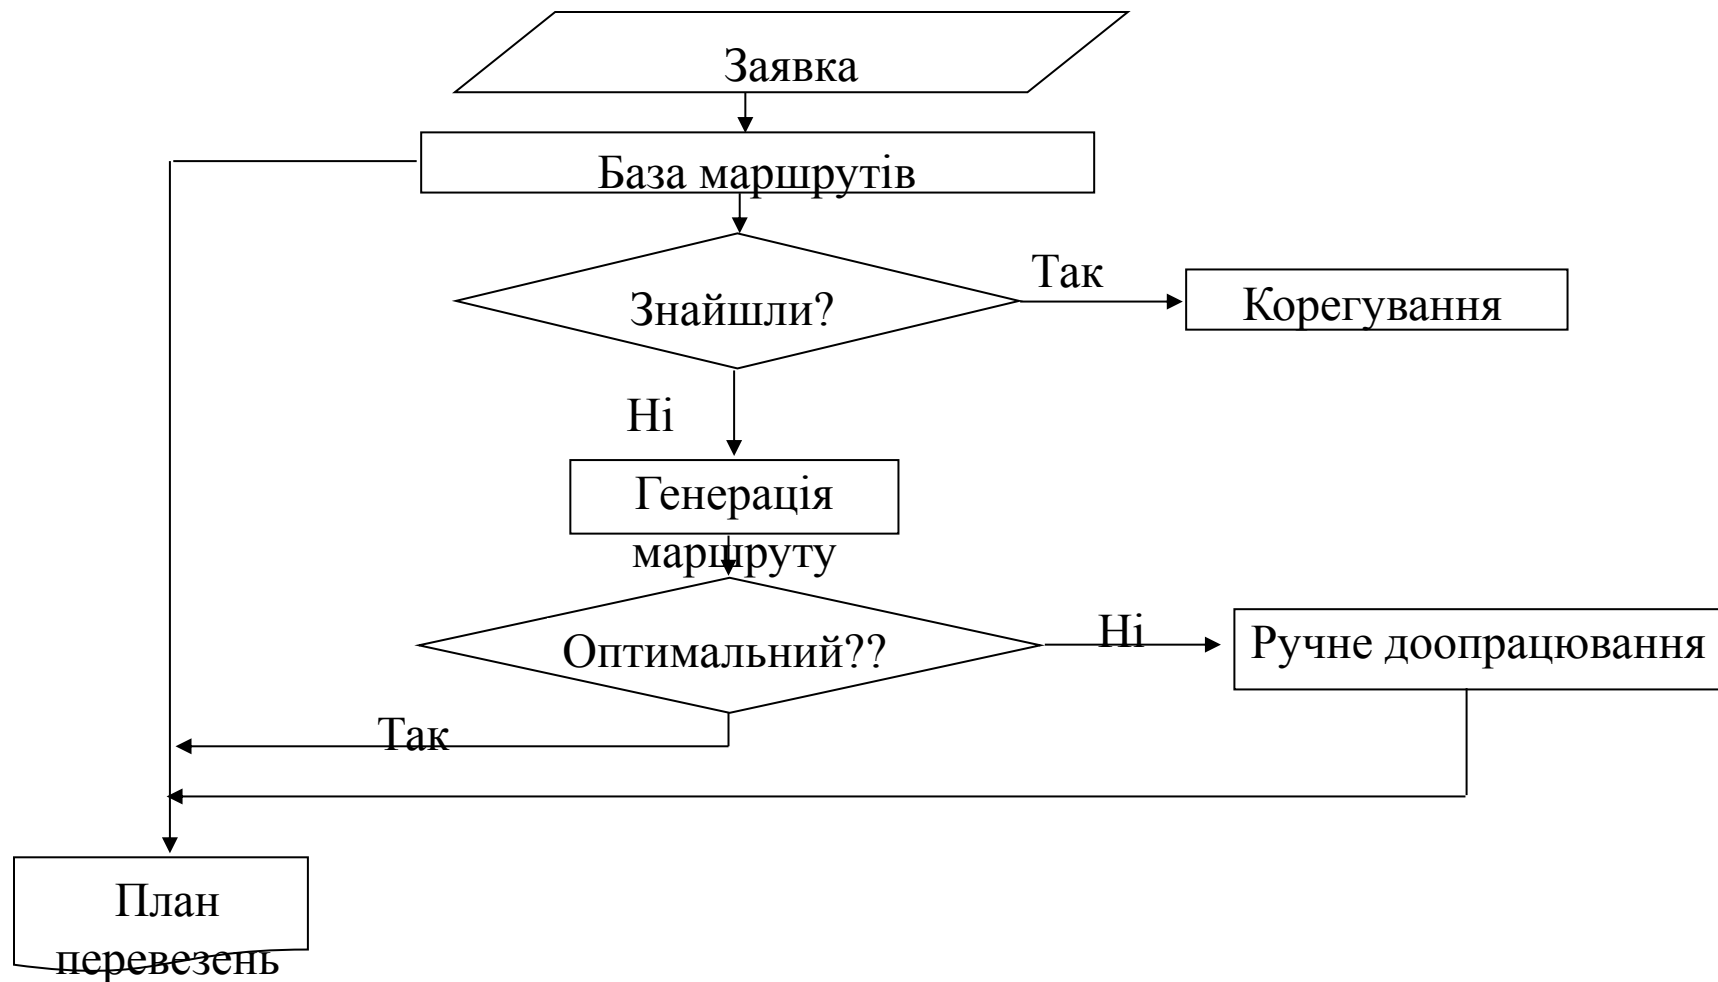 Заявка
База маршрутів
Знайшли?
Так
Корегування
Ні
Генерація
маршруту
Оптимальний??
Ні
Ручне доопрацювання
Так
План
перевезень